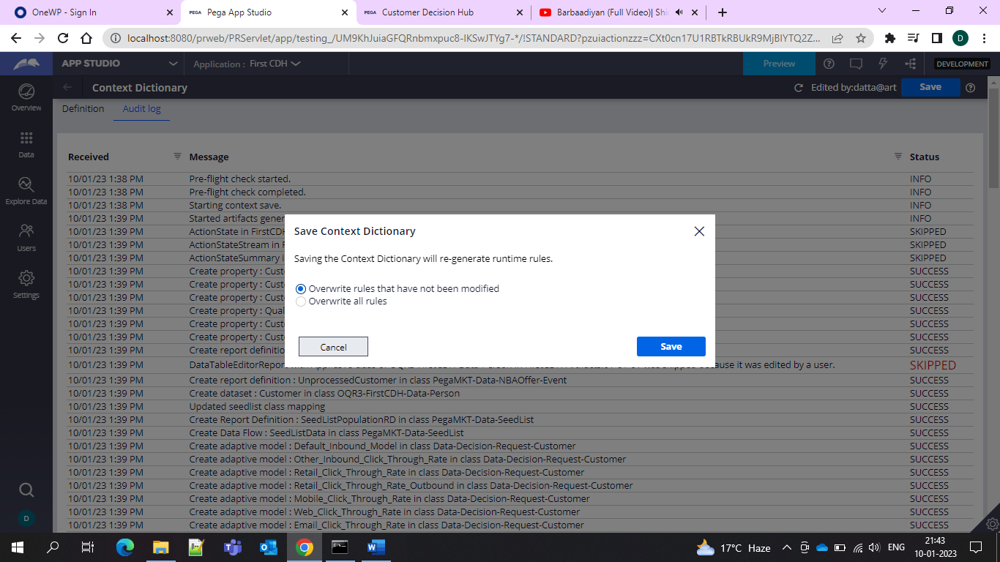 OneWP - Sign In
PEGA Pega App Studio
PEGA Customer Decision Hub
Barbaadiyan (Full Video)| Shi
localhost:8080/prweb/PRServlet/app/testing_/UM9KhJuiaGFQRnbmxpuc8-IKSwJTYg7-*/!STANDARD?pzuiactionzzz=CXt0cn17U1RBTkRBUkR9MjBIYTQ2Z...
D
APP STUDIO
Application : First CDH
Preview
DEVELOPMENT
Context Dictionary
Edited by:datta@art
Save
Overview
Data
Explore Data
Users
Settings
D
Definition
Audit log
Received Message Status
10/01/23 1:38 PM Pre-flight check started. INFO
10/01/23 1:38 PM Pre-flight check completed. INFO
10/01/23 1:38 PM Starting context save. INFO
10/01/23 1:39 PM Started artifacts gener INFO
10/01/23 1:39 PM ActionState in FirstCDH SKIPPED
10/01/23 1:39 PM ActionStateStream in SKIPPED
10/01/23 1:39 PM ActionStateSummary i SKIPPED
10/01/23 1:39 PM Create property : Custo SUCCESS
10/01/23 1:39 PM Create property : Custo SUCCESS
10/01/23 1:39 PM Create property : Custo SUCCESS
10/01/23 1:39 PM Create property : Qual SUCCESS
10/01/23 1:39 PM Create property : Custo SUCCESS
10/01/23 1:39 PM Create property : Custo SUCCESS
10/01/23 1:39 PM Create report definitio SUCCESS
10/01/23 1:39 PM DataTableEditorRepor because it was edited by a user. SKIPPED
10/01/23 1:39 PM Create report definition : UnprocessedCustomer in class PegaMKT-Data-NBAOffer-Event SUCCESS
10/01/23 1:39 PM Create dataset : Customer in class OQR3-FirstCDH-Data-Person SUCCESS
10/01/23 1:39 PM Updated seedlist class mapping SUCCESS
10/01/23 1:39 PM Create Report Definition : SeedListPopulationRD in class PegaMKT-Data-SeedList SUCCESS
10/01/23 1:39 PM Create Data Flow : SeedListData in class PegaMKT-Data-SeedList SUCCESS
10/01/23 1:39 PM Create adaptive model : Default_Inbound_Model in class Data-Decision-Request-Customer SUCCESS
10/01/23 1:39 PM Create adaptive model : Other_Inbound_Click_Through_Rate in class Data-Decision-Request-Customer SUCCESS
10/01/23 1:39 PM Create adaptive model : Retail_Click_Through_Rate in class Data-Decision-Request-Customer SUCCESS
10/01/23 1:39 PM Create adaptive model : Retail_Click_Through_Rate_Outbound in class Data-Decision-Request-Customer SUCCESS
10/01/23 1:39 PM Create adaptive model : Mobile_Click_Through_Rate in class Data-Decision-Request-Customer SUCCESS
10/01/23 1:39 PM Create adaptive model : Web_Click_Through_Rate in class Data-Decision-Request-Customer SUCCESS
10/01/23 1:39 PM Create adaptive model : Email_Click_Through_Rate in class Data-Decision-Request-Customer SUCCESS
Save Context Dictionary
Saving the Context Dictionary will re-generate runtime rules.
Overwrite rules that have not been modified
Overwrite all rules
Cancel
Save
17°C Haze
ENG
21:43
10-01-2023